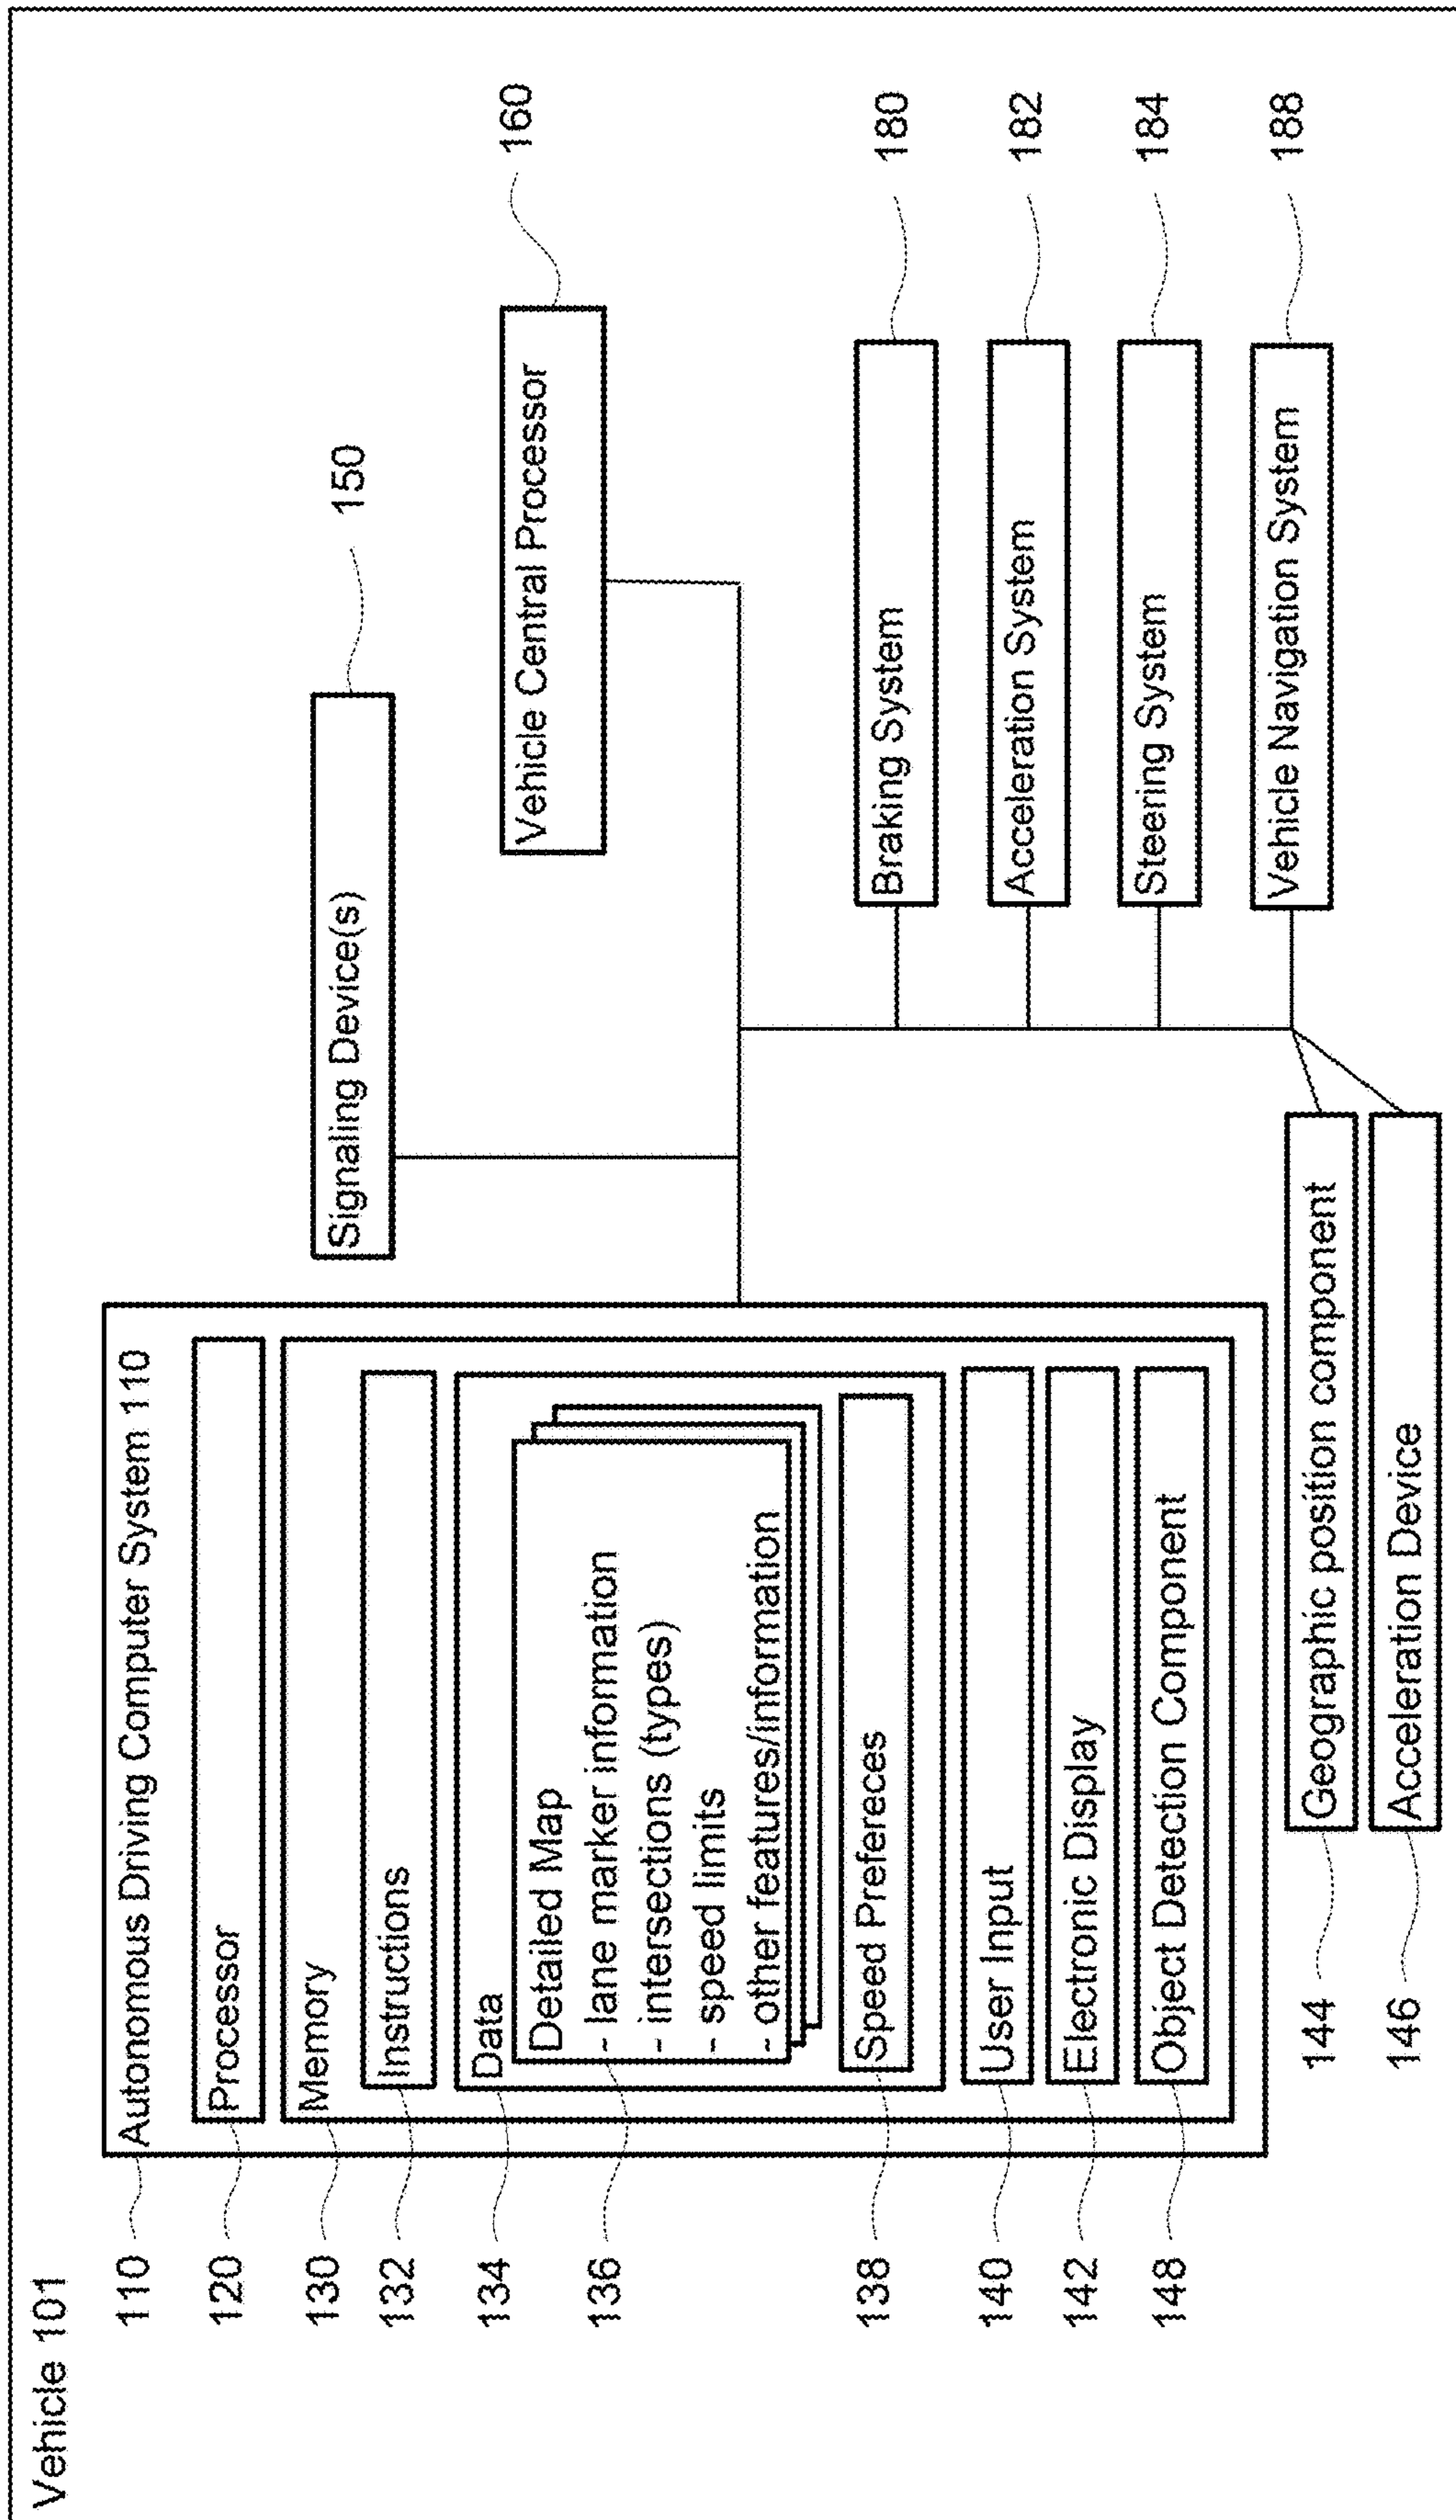 Vehicle 101
110
Autonomous Driving Computer System 110
120
Processor
130
Memory
132
Instructions
134
Data
136
Detailed Map
- lane marker information
- intersections (types)
- speed limits
- other features/information
138
Speed Prefereces
140
User Input
142
Electronic Display
148
Object Detection Component
144
Geographic position component
146
Acceleration Device
Signaling Device(s)
150
Vehicle Central Processor
160
Braking System
180
Acceleration System
182
Steering System
184
Vehicle Navigation System
188